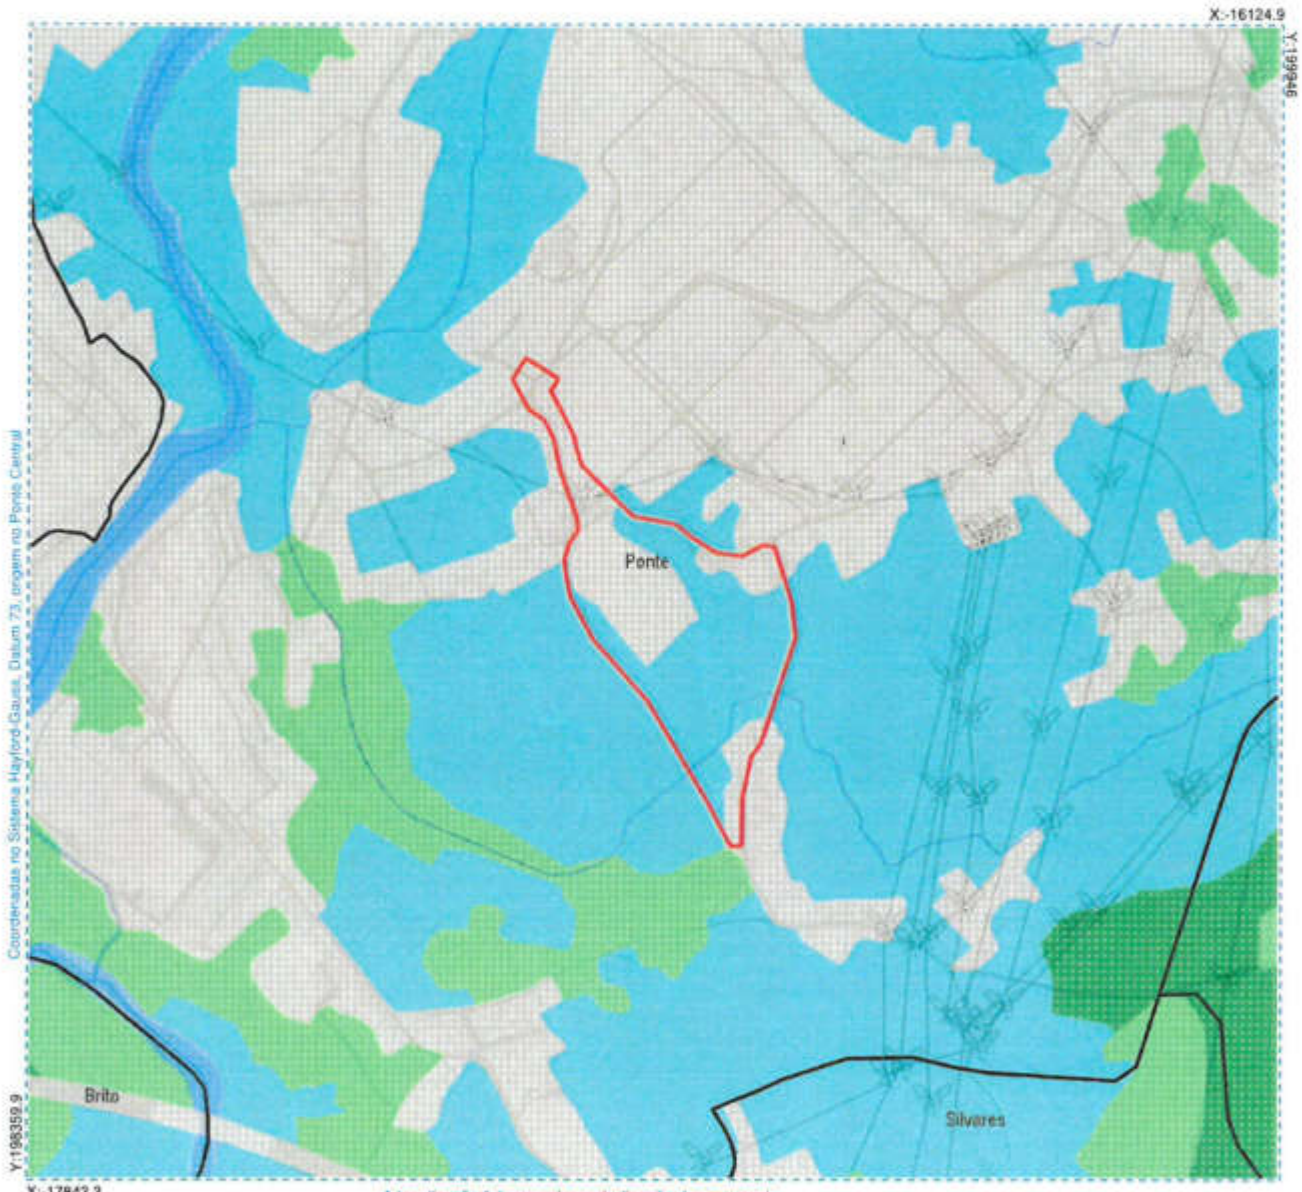 X:-16124.9
Y:199946
Coordenadas no Sistema Hayford-Gauss, Datum 73, origem no Ponto Central
Ponte
Brito
Silvares
Y:198359.9
X:-17842.3